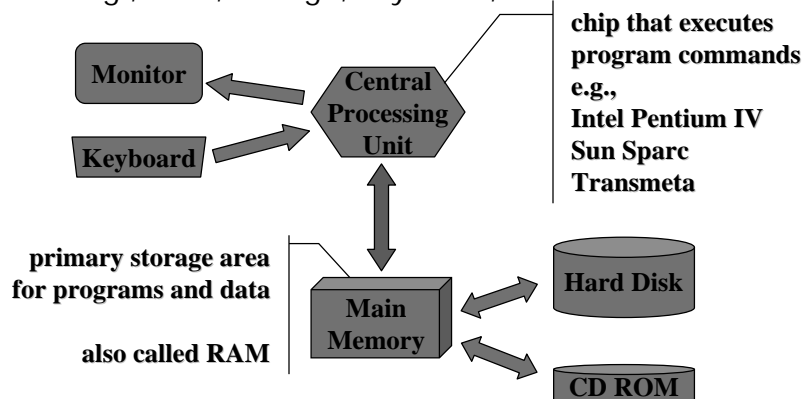 chip that executes
program commands
e.g.,
Intel Pentium IV
Sun Sparc
Transmeta
Monitor
Central
Processing
Unit
Keyboard
primary storage area
for programs and data
also called RAM
Main
Memory
Hard Disk
CD ROM